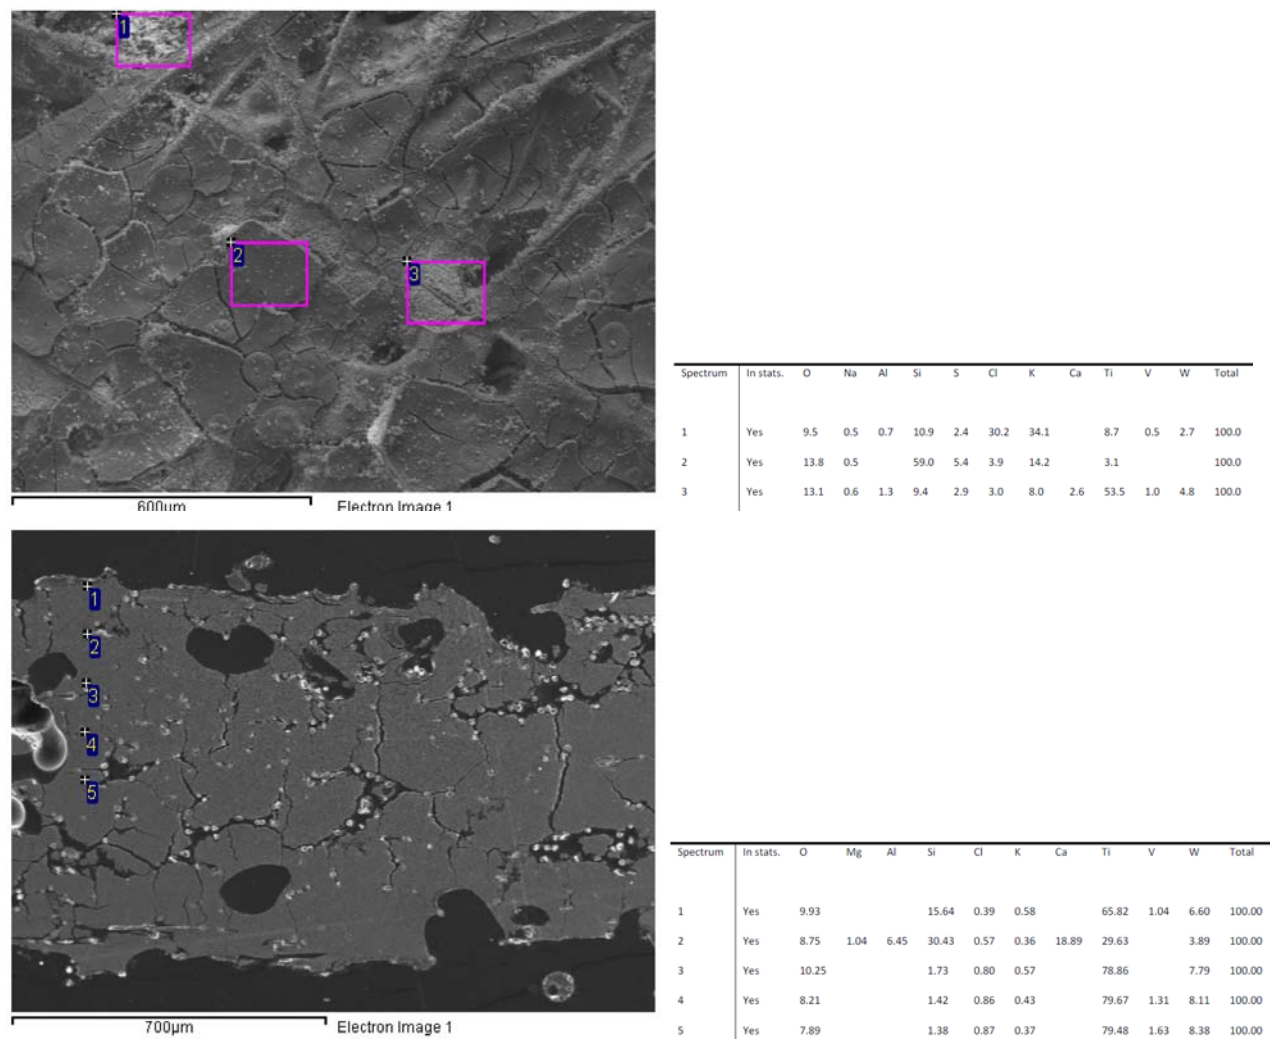 1
2
3
600µm Electron Image 1
Spectrum In stats. O Na Al Si S Cl K Ca Ti V W Total
1 Yes 9.5 0.5 0.7 10.9 2.4 30.2 34.1 8.7 0.5 2.7 100.0
2 Yes 13.8 0.5 59.0 5.4 3.9 14.2 3.1 100.0
3 Yes 13.1 0.6 1.3 9.4 2.9 3.0 8.0 2.6 53.5 1.0 4.8 100.0
1
2
3
4
5
700µm Electron Image 1
Spectrum In stats. O Mg Al Si Cl K Ca Ti V W Total
1 Yes 9.93 15.64 0.39 0.58 65.82 1.04 6.60 100.00
2 Yes 8.75 1.04 6.45 30.43 0.57 0.36 18.89 29.63 3.89 100.00
3 Yes 10.25 1.73 0.80 0.57 78.86 7.79 100.00
4 Yes 8.21 1.42 0.86 0.43 79.67 1.31 8.11 100.00
5 Yes 7.89 1.38 0.87 0.37 79.48 1.63 8.38 100.00